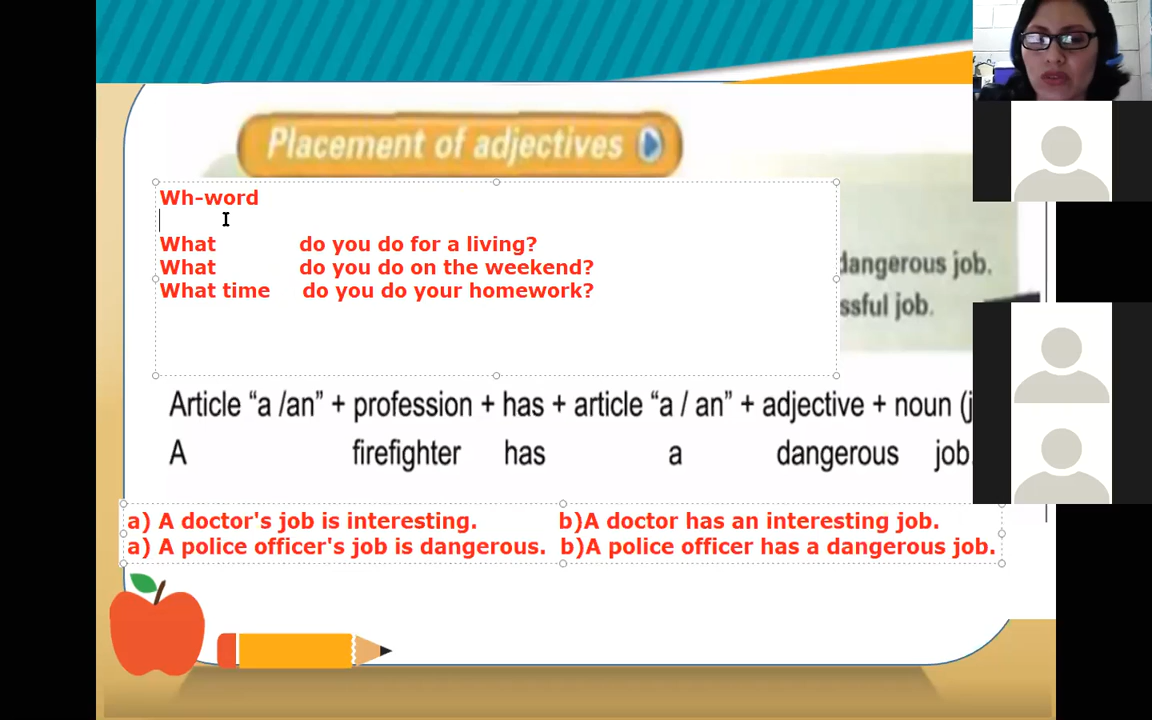 Placement of adjectives
Wh-word
What do you do for a living?
What do you do on the weekend?
What time do you do your homework?
dangerous job.
ssful job.
Article “a /an” + profession + has + article “a / an” + adjective + noun (j
A firefighter has a dangerous job.
a) A doctor's job is interesting. b)A doctor has an interesting job.
a) A police officer's job is dangerous. b)A police officer has a dangerous job.